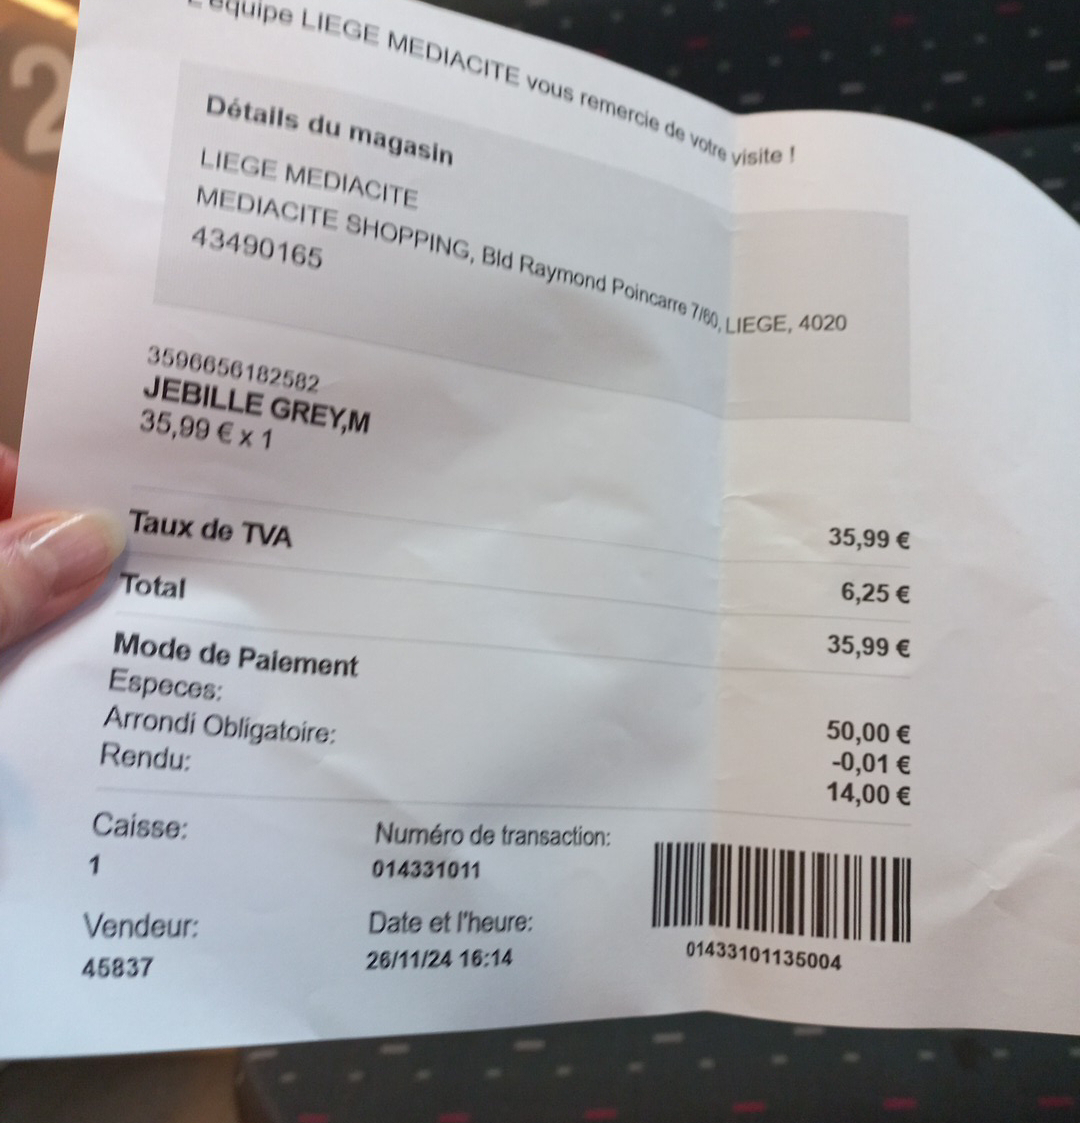 L'équipe LIEGE MEDIACITE vous remercie de votre visite !
Détails du magasin
LIEGE MEDIACITE
MEDIACITE SHOPPING, Bld Raymond Poincarre 7/60, LIEGE, 4020
43490165
3596656182582
JEBILLE GREY,M
35,99 € x 1
35,99 €
Taux de TVA 6,25 €
Total 35,99 €
Mode de Paiement
Especes: 50,00 €
Arrondi Obligatoire: -0,01 €
Rendu: 14,00 €
Caisse: Numéro de transaction:
1 014331011
Vendeur: Date et l'heure:
45837 26/11/24 16:14
01433101135004
2